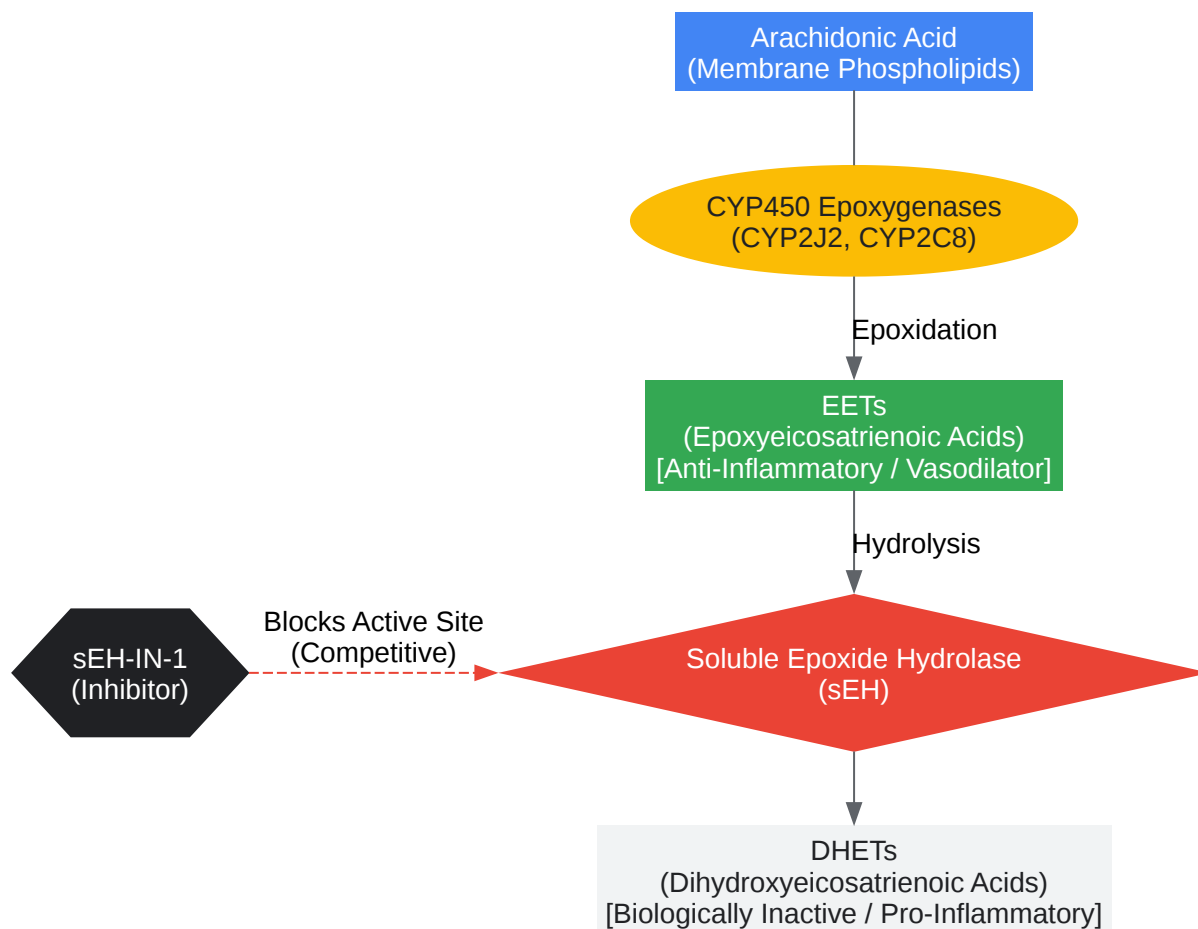 Arachidonic Acid
(Membrane Phospholipids)
CYP450 Epoxygenases
(CYP2J2, CYP2C8)
Epoxidation
EETs
(Epoxyeicosatrienoic Acids)
[Anti-Inflammatory / Vasodilator]
Hydrolysis
Blocks Active Site
(Competitive)
sEH-IN-1
(Inhibitor)
Soluble Epoxide Hydrolase
(sEH)
DHETs
(Dihydroxyeicosatrienoic Acids)
[Biologically Inactive / Pro-Inflammatory]